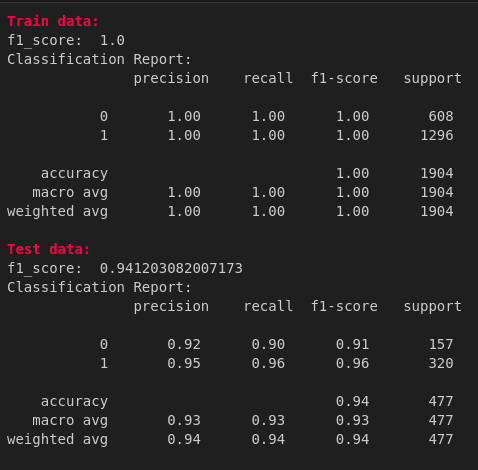 Train data:
f1_score:  1.0
Classification Report:
               precision    recall  f1-score   support

           0       1.00      1.00      1.00       608
           1       1.00      1.00      1.00      1296

    accuracy                           1.00      1904
   macro avg       1.00      1.00      1.00      1904
weighted avg       1.00      1.00      1.00      1904

Test data:
f1_score:  0.941203082007173
Classification Report:
               precision    recall  f1-score   support

           0       0.92      0.90      0.91       157
           1       0.95      0.96      0.96       320

    accuracy                           0.94       477
   macro avg       0.93      0.93      0.93       477
weighted avg       0.94      0.94      0.94       477